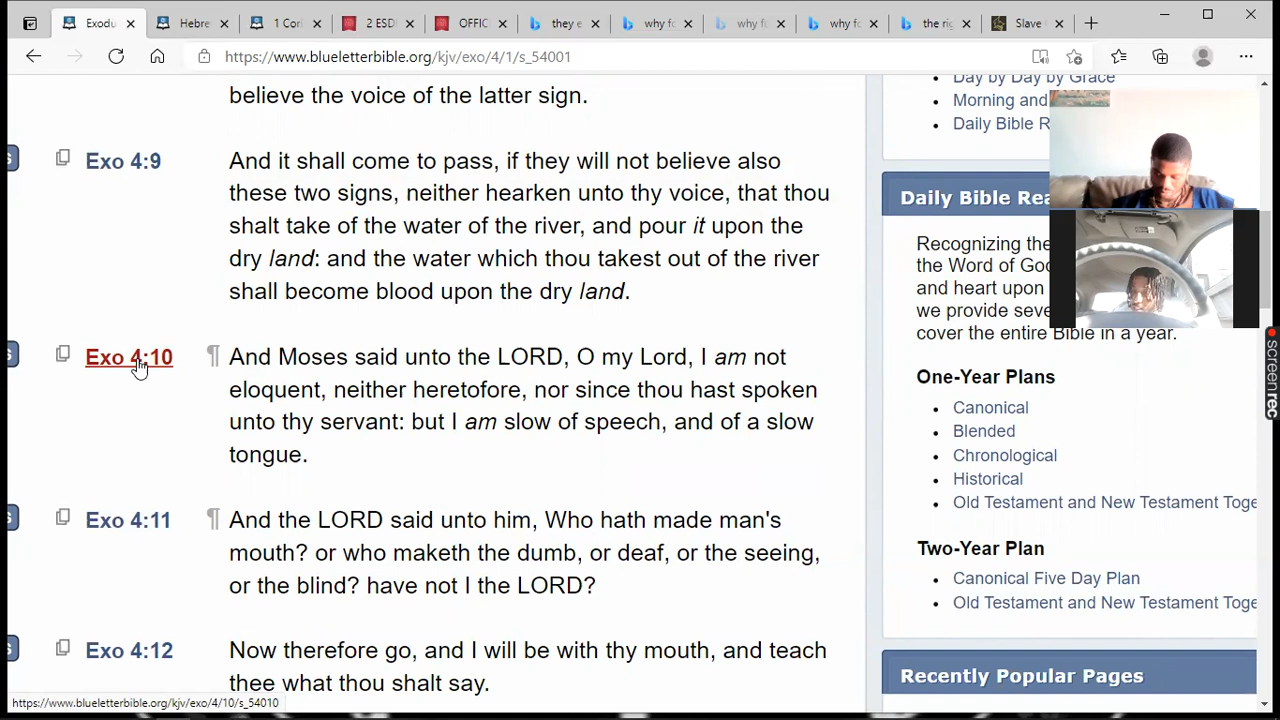 Exodu
Hebre
1 Cori
2 ESD
OFFIC
they e
why fo
why fo
why fo
the rig
Slave
https://www.blueletterbible.org/kjv/exo/4/1/s_54001
believe the voice of the latter sign.
Exo 4:9 And it shall come to pass, if they will not believe also
these two signs, neither hearken unto thy voice, that thou
shalt take of the water of the river, and pour it upon the
dry land: and the water which thou takest out of the river
shall become blood upon the dry land.
Exo 4:10 ¶ And Moses said unto the LORD, O my Lord, I am not
eloquent, neither heretofore, nor since thou hast spoken
unto thy servant: but I am slow of speech, and of a slow
tongue.
Exo 4:11 ¶ And the LORD said unto him, Who hath made man's
mouth? or who maketh the dumb, or deaf, or the seeing,
or the blind? have not I the LORD?
Exo 4:12 Now therefore go, and I will be with thy mouth, and teach
thee what thou shalt say.
https://www.blueletterbible.org/kjv/exo/4/10/s_54010
Day by Day by Grace
Morning and
Daily Bible R
Daily Bible Rea
Recognizing the
the Word of God
and heart upon
we provide seve
cover the entire Bible in a year.
One-Year Plans
• Canonical
• Blended
• Chronological
• Historical
• Old Testament and New Testament Toge
Two-Year Plan
• Canonical Five Day Plan
• Old Testament and New Testament Toge
Recently Popular Pages
screenrec